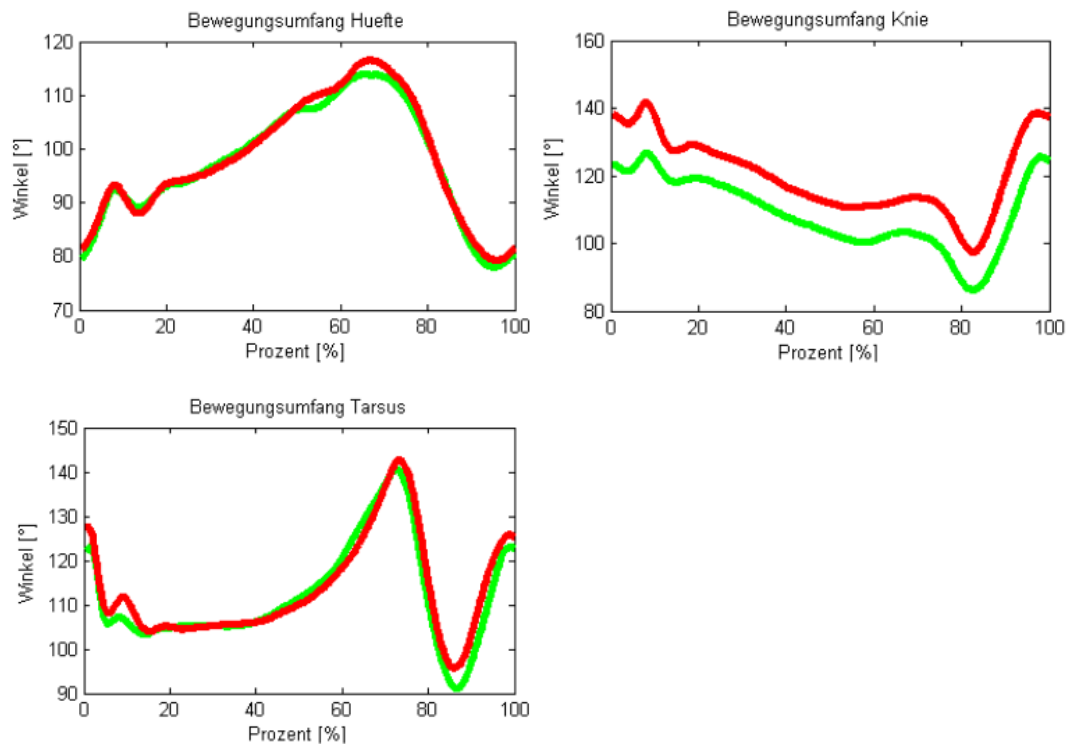 Bewegungsumfang Huefte
120
110
100
90
80
70
Winkel [°]
0 20 40 60 80 100
Prozent [%]
Bewegungsumfang Knie
160
140
120
100
80
Winkel [°]
0 20 40 60 80 100
Prozent [%]
Bewegungsumfang Tarsus
150
140
130
120
110
100
90
Winkel [°]
0 20 40 60 80 100
Prozent [%]